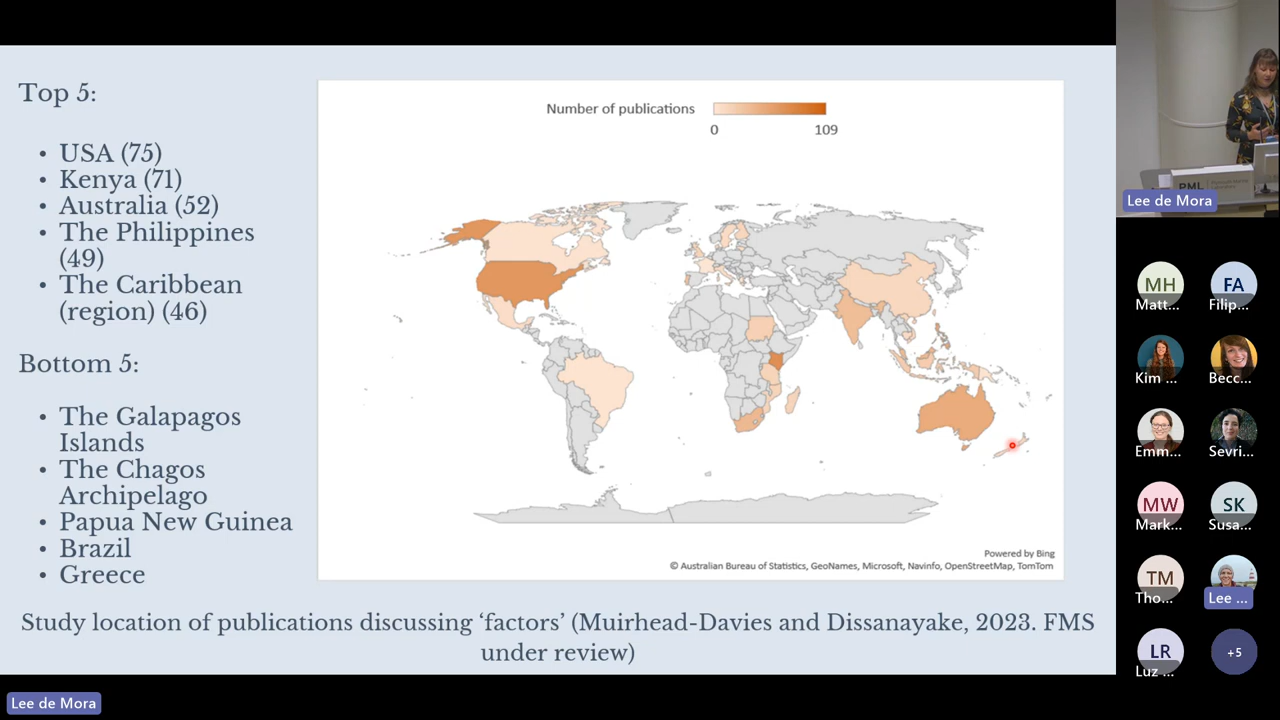 Top 5:
• USA (75)
• Kenya (71)
• Australia (52)
• The Philippines
(49)
• The Caribbean
(region) (46)
Bottom 5:
• The Galapagos
Islands
• The Chagos
Archipelago
• Papua New Guinea
• Brazil
• Greece
Number of publications
0 109
Powered by Bing
© Australian Bureau of Statistics, GeoNames, Microsoft, Navinfo, OpenStreetMap, TomTom
Study location of publications discussing ‘factors’ (Muirhead-Davies and Dissanayake, 2023. FMS
under review)
Lee de Mora
PML
Lee de Mora
MH FA
Matt... Filip...
Kim ... Becc...
Emm... Sevri...
MW SK
Mark... Susa...
TM
Tho... Lee ...
LR +5
Luz ...